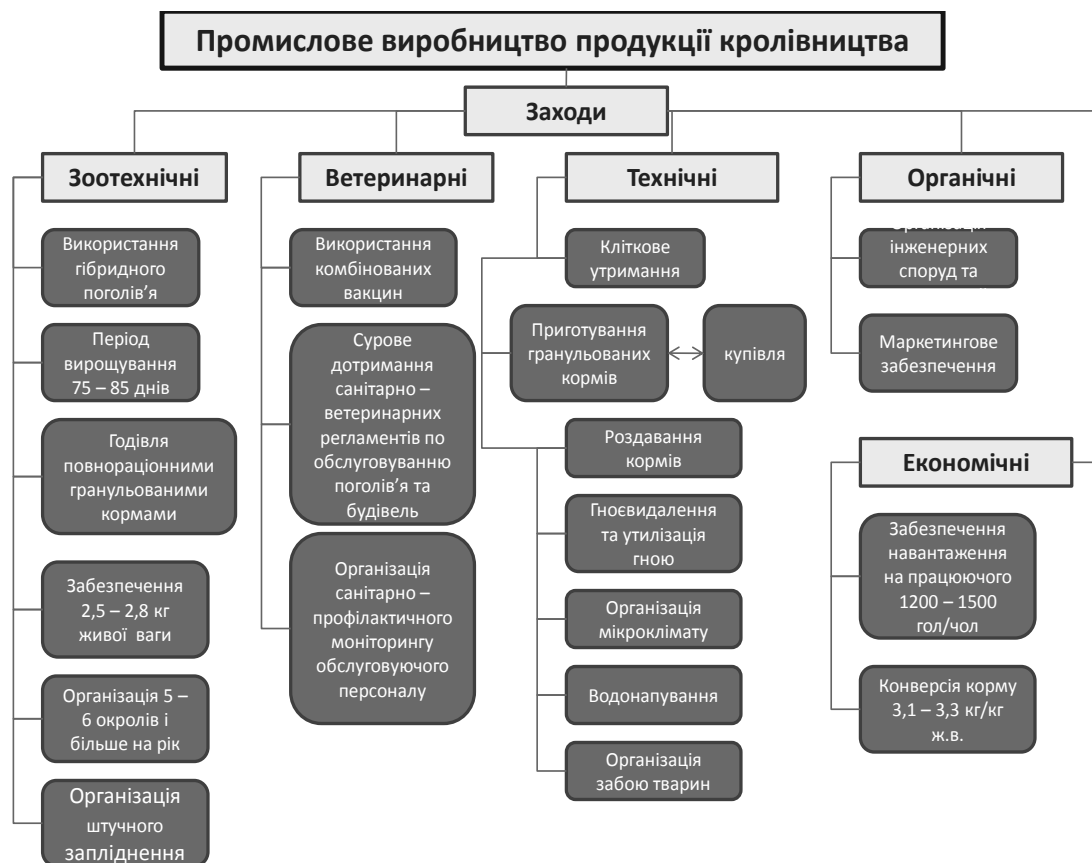 Промислове виробництво продукції кролівництва
Заходи
Зоотехнічні
Використання
гібридного
поголів’я
Період
вирощування
75 – 85 днів
Годівля
повнораціонними
гранульованими
кормами
Забезпечення
2,5 – 2,8 кг
живої ваги
Організація 5 –
6 окролів і
більше на рік
Організація
штучного
запліднення
Ветеринарні
Використання
комбінованих
вакцин
Сурове
дотримання
санітарно –
ветеринарних
регламентів по
обслуговуванню
поголів’я та
будівель
Організація
санітарно –
профілактичного
моніторингу
обслуговуючого
персоналу
Технічні
Кліткове
утримання
Приготування
гранульованих
кормів
купівля
Роздавання
кормів
Гноєвидалення
та утилізація
гною
Організація
мікроклімату
Водонапування
Організація
забою тварин
Органічні
інженерних
споруд та
Маркетингове
забезпечення
Економічні
Забезпечення
навантаження
на працюючого
1200 – 1500
гол/чол
Конверсія корму
3,1 – 3,3 кг/кг
ж.в.